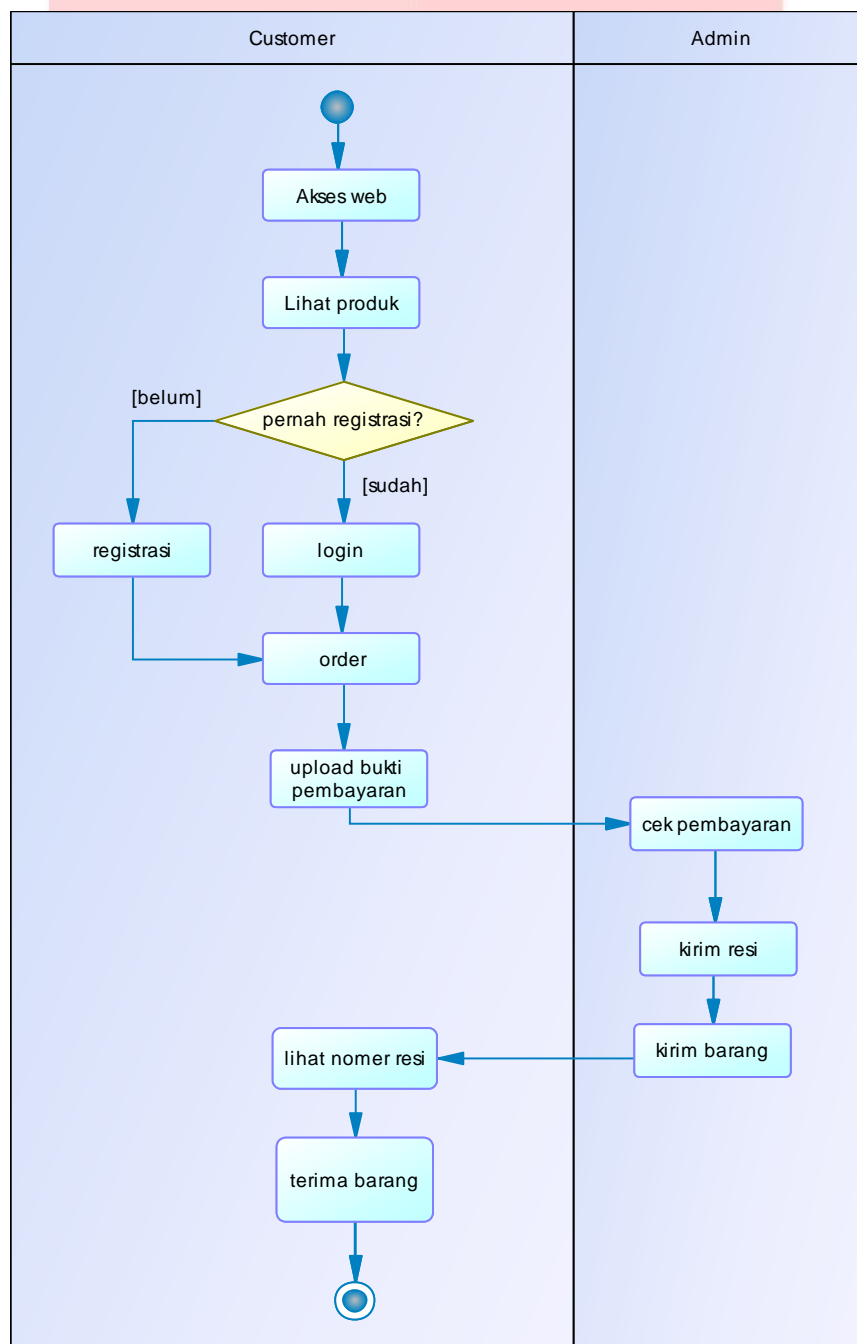 Customer
Admin
Akses web
Lihat produk
[belum]
pernah registrasi?
[sudah]
registrasi
login
order
upload bukti
pembayaran
cek pembayaran
kirim resi
kirim barang
lihat nomer resi
terima barang